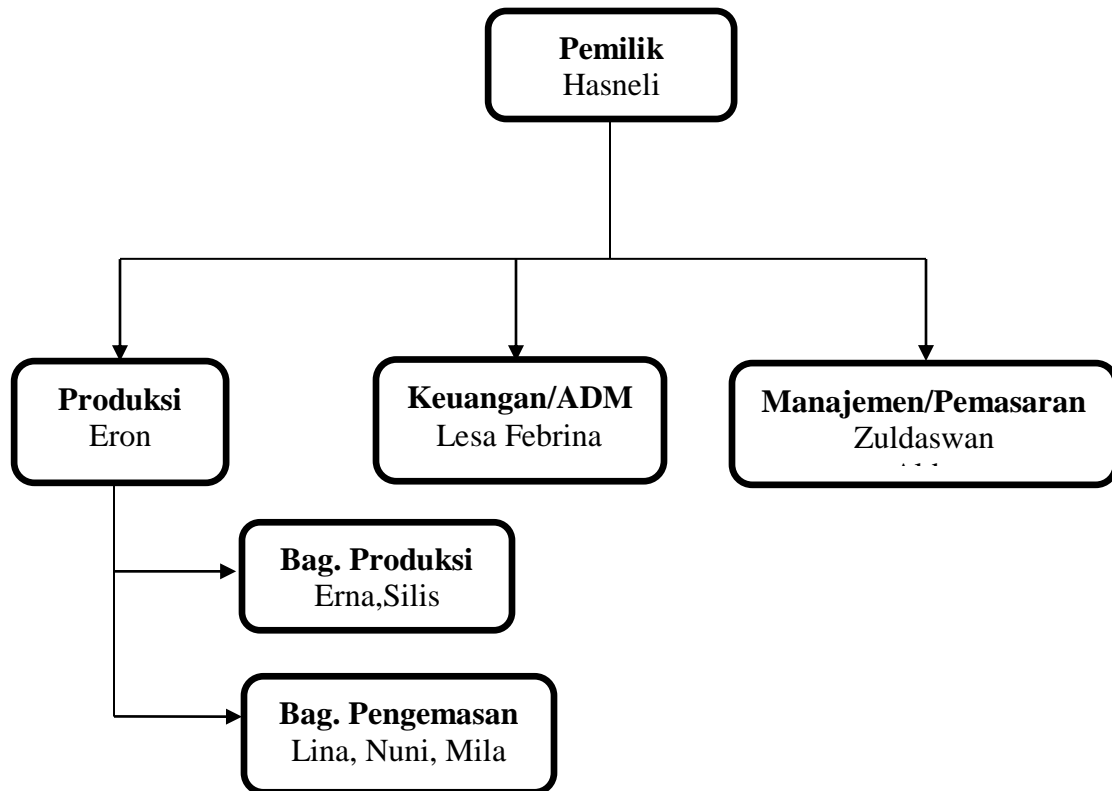 Pemilik
Hasneli
Produksi
Eron
Keuangan/ADM
Lesa Febrina
Manajemen/Pemasaran
Zuldaswan
Bag. Produksi
Erna,Silis
Bag. Pengemasan
Lina, Nuni, Mila